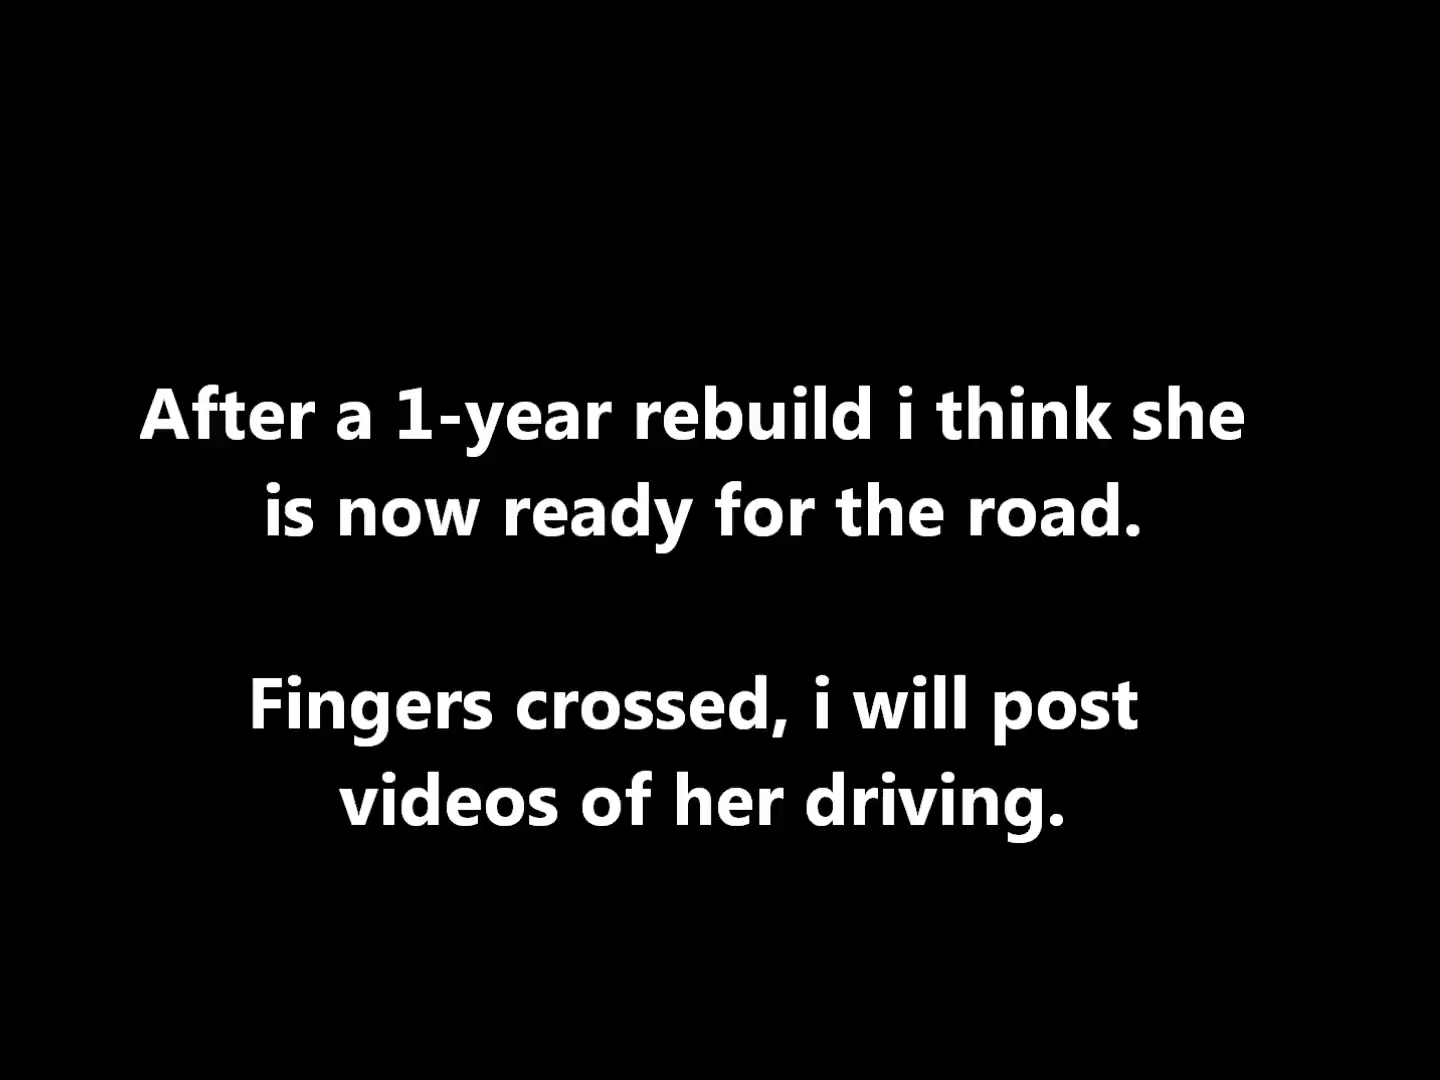 After a 1-year rebuild i think she
is now ready for the road.
Fingers crossed, i will post
videos of her driving.